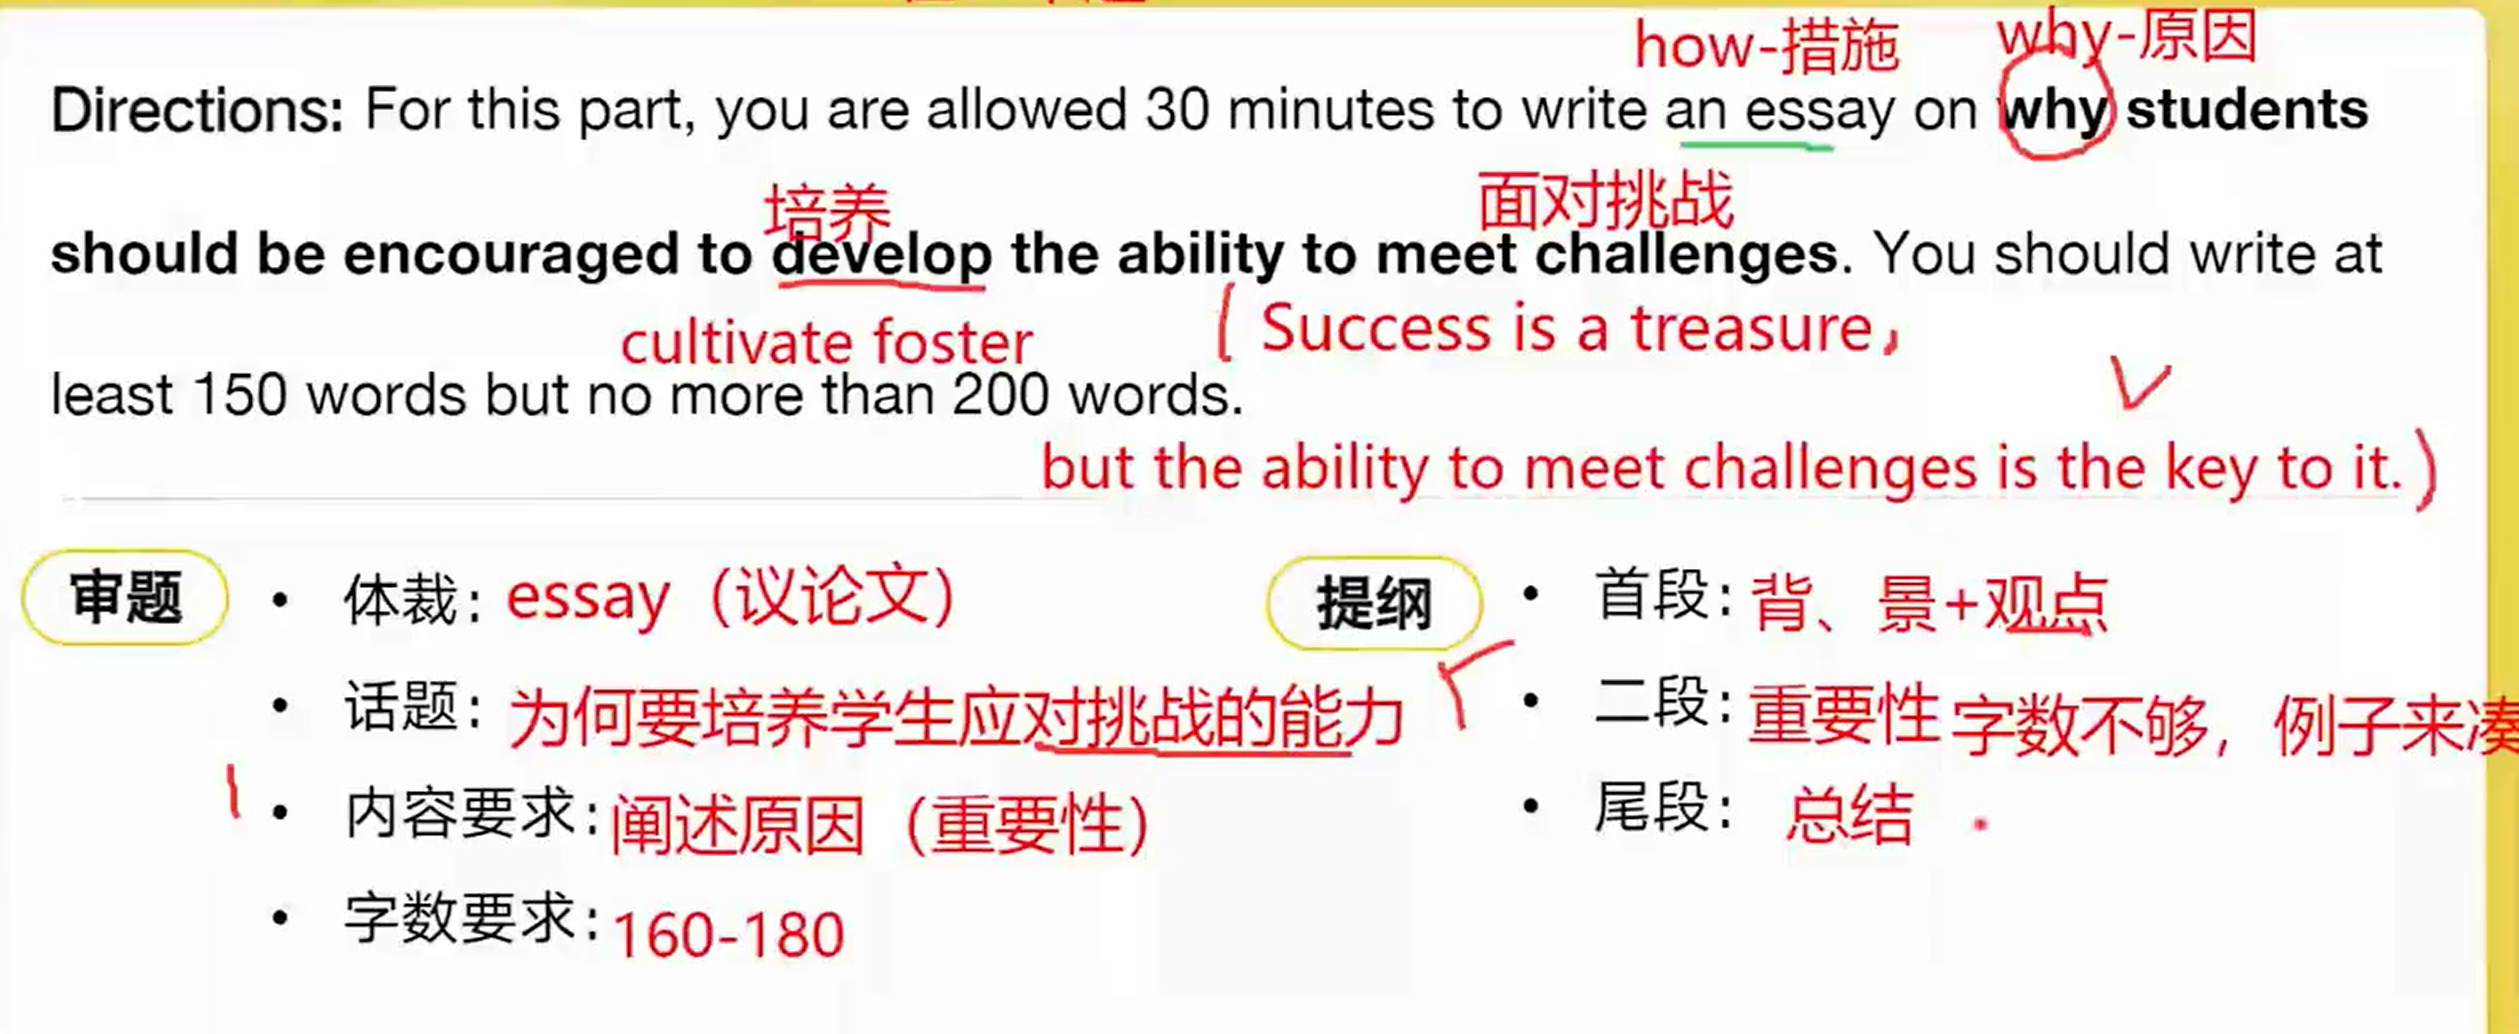 how-措施 why-原因
Directions: For this part, you are allowed 30 minutes to write an essay on why students
培养 面对挑战
should be encouraged to develop the ability to meet challenges. You should write at
cultivate foster Success is a treasure,
least 150 words but no more than 200 words.
but the ability to meet challenges is the key to it.
审题
• 体裁: essay（议论文）
• 话题: 为何要培养学生应对挑战的能力
• 内容要求: 阐述原因（重要性）
• 字数要求: 160-180
提纲
• 首段: 背、景+观点
• 二段: 重要性 字数不够，例子来凑
• 尾段: 总结